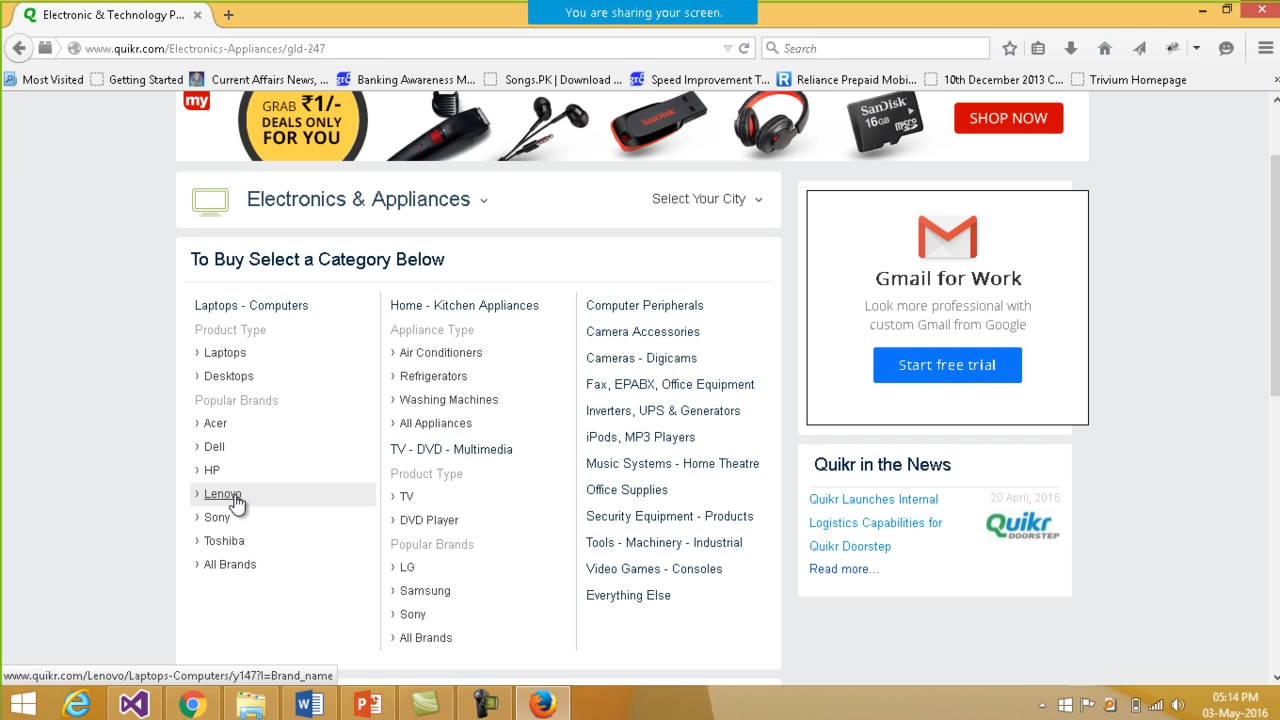 You are sharing your screen.
Electronic & Technology P...
www.quikr.com/Electronics-Appliances/gId-247
Search
Most Visited
Getting Started
Current Affairs News, ...
Banking Awareness M...
Songs.PK | Download ...
Speed Improvement T...
Reliance Prepaid Mobi...
10th December 2013 C...
Trivium Homepage
my
GRAB ₹1/-
DEALS ONLY
FOR YOU
SanDisk
SanDisk
16GB
micro
SHOP NOW
Electronics & Appliances
Select Your City
To Buy Select a Category Below
Laptops - Computers
Product Type
Laptops
Desktops
Popular Brands
Acer
Dell
HP
Lenovo
Sony
Toshiba
All Brands
Home - Kitchen Appliances
Appliance Type
Air Conditioners
Refrigerators
Washing Machines
All Appliances
TV - DVD - Multimedia
Product Type
TV
DVD Player
Popular Brands
LG
Samsung
Sony
All Brands
Computer Peripherals
Camera Accessories
Cameras - Digicams
Fax, EPABX, Office Equipment
Inverters, UPS & Generators
iPods, MP3 Players
Music Systems - Home Theatre
Office Supplies
Security Equipment - Products
Tools - Machinery - Industrial
Video Games - Consoles
Everything Else
Gmail for Work
Look more professional with
custom Gmail from Google
Start free trial
Quikr in the News
Quikr Launches Internal
Logistics Capabilities for
Quikr Doorstep
Read more...
20 April, 2016
Quikr
DOORSTEP
www.quikr.com/Lenovo/Laptops-Computers/y147?l=Brand_name
05:14 PM
03-May-2016